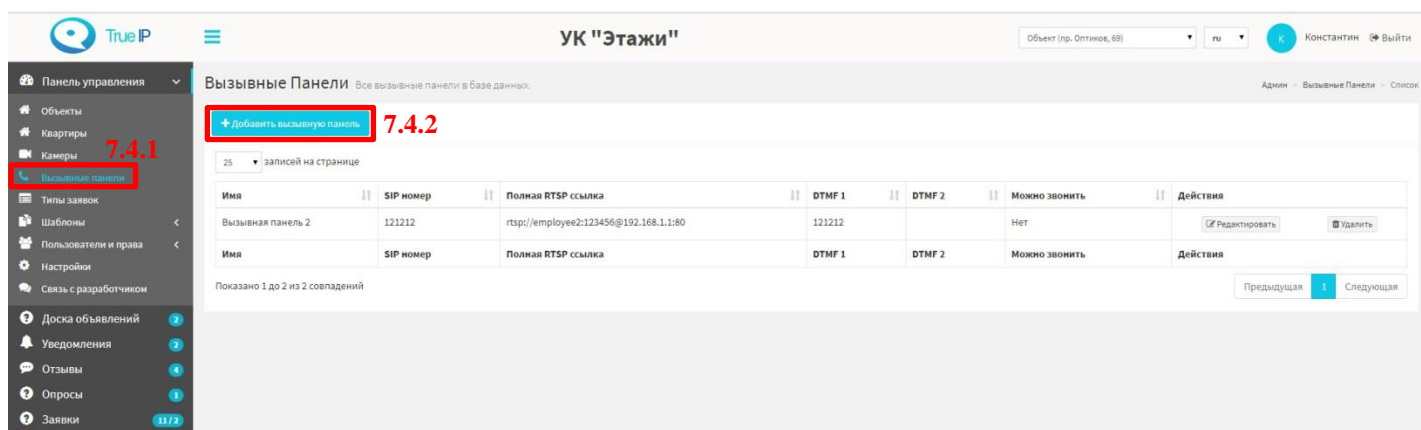 True IP
УК "Этажи"
Объект (пр. Оптиков, 69)
ru
К
Константин
Выйти
Панель управления
Объекты
Квартиры
Камеры
7.4.1
Вызывные панели
Типы заявок
Шаблоны
Пользователи и права
Настройки
Связь с разработчиком
Доска объявлений 2
Уведомления 2
Отзывы 4
Опросы 1
Заявки 11/2
Вызывные Панели Все вызывные панели в базе данных.
Админ > Вызывные Панели > Список
+ Добавить вызывную панель
7.4.2
25 записей на странице
Имя SIP номер Полная RTSP ссылка DTMF 1 DTMF 2 Можно звонить Действия
Вызывная панель 2 121212 rtsp://employee2:123456@192.168.1.1:80 121212 Нет Редактировать Удалить
Имя SIP номер Полная RTSP ссылка DTMF 1 DTMF 2 Можно звонить Действия
Показано 1 до 2 из 2 совпадений
Предыдущая 1 Следующая